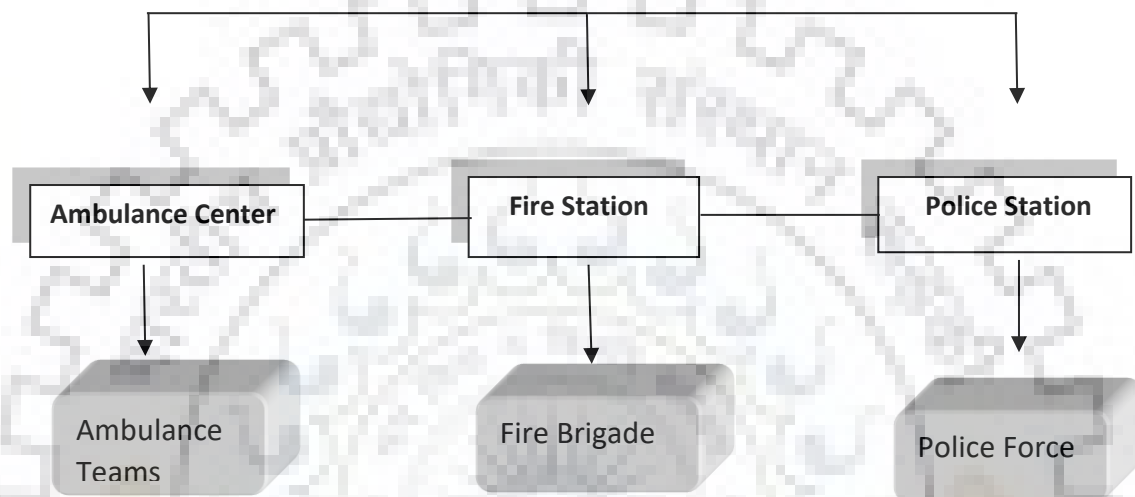 Ambulance Center
Fire Station
Police Station
Ambulance
Teams
Fire Brigade
Police Force